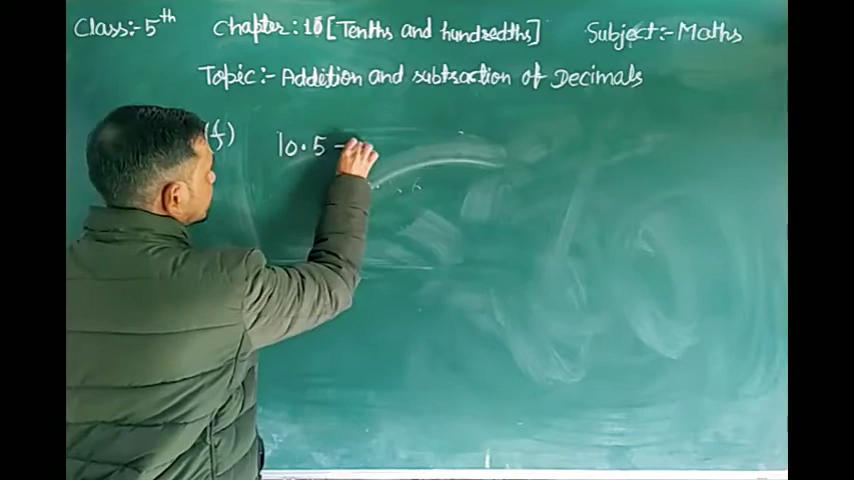 Class:- 5th Chapter: 10 [Tenths and hundredths] Subject:- Maths
Topic:- Addition and subtraction of Decimals
(f) 10.5 -